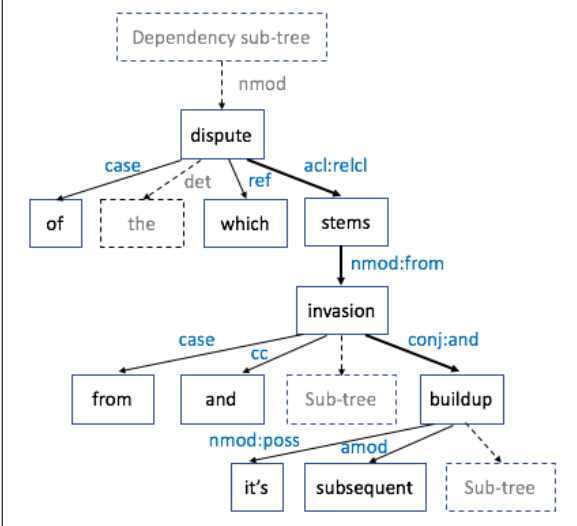 Dependency sub-tree
nmod
dispute
case det ref acl:relcl
of the which stems
nmod:from
invasion
case cc conj:and
from and Sub-tree buildup
nmod:poss amod
it's subsequent Sub-tree